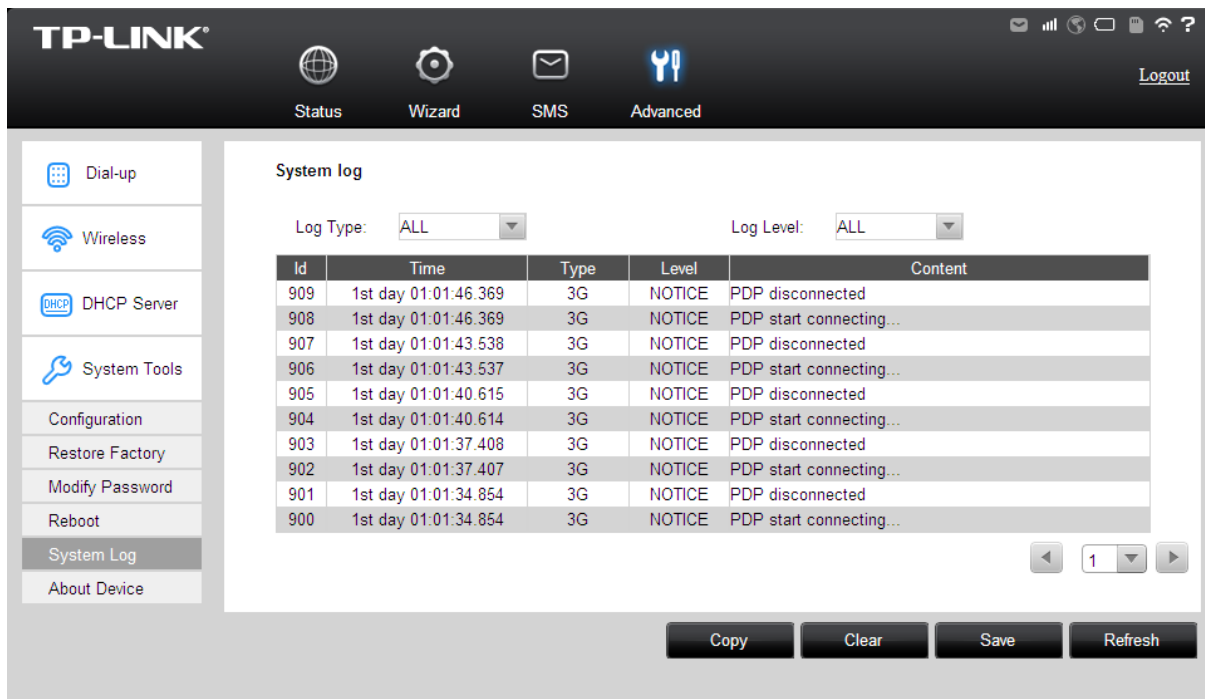 TP-LINK®
?
Logout
Status Wizard SMS Advanced
Dial-up
Wireless
DHCP DHCP Server
System Tools
Configuration
Restore Factory
Modify Password
Reboot
System Log
About Device
System log
Log Type: ALL Log Level: ALL
Id Time Type Level Content
909 1st day 01:01:46.369 3G NOTICE PDP disconnected
908 1st day 01:01:46.369 3G NOTICE PDP start connecting...
907 1st day 01:01:43.538 3G NOTICE PDP disconnected
906 1st day 01:01:43.537 3G NOTICE PDP start connecting...
905 1st day 01:01:40.615 3G NOTICE PDP disconnected
904 1st day 01:01:40.614 3G NOTICE PDP start connecting...
903 1st day 01:01:37.408 3G NOTICE PDP disconnected
902 1st day 01:01:37.407 3G NOTICE PDP start connecting...
901 1st day 01:01:34.854 3G NOTICE PDP disconnected
900 1st day 01:01:34.854 3G NOTICE PDP start connecting...
1
Copy Clear Save Refresh